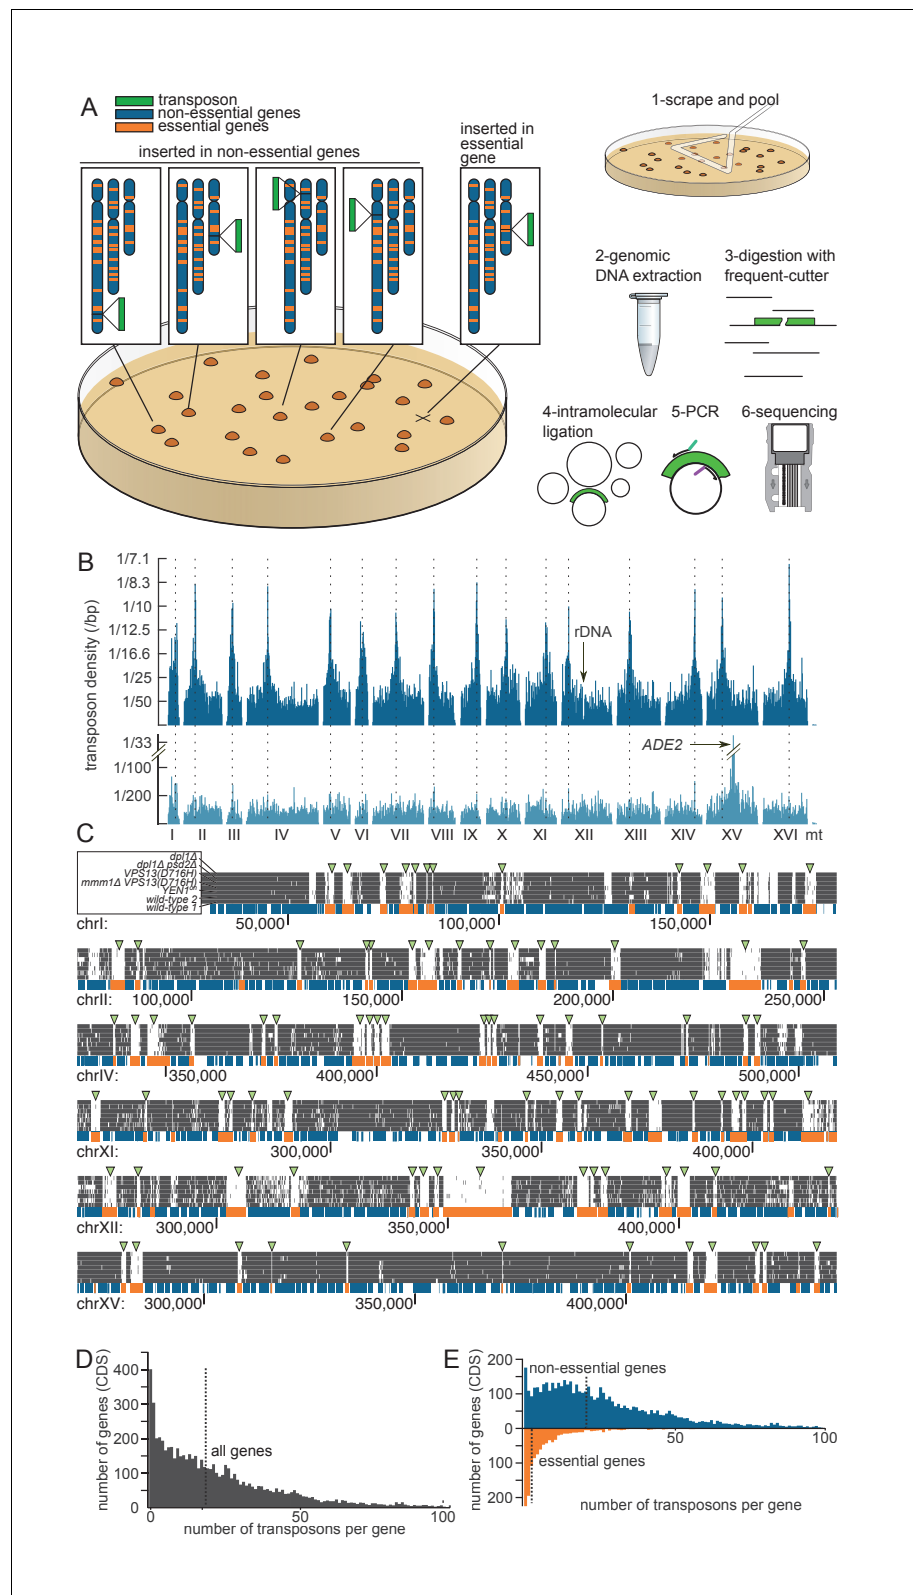 A
transposon
non-essential genes
essential genes
inserted in non-essential genes
inserted in
essential
gene
1-scrape and pool
2-genomic
DNA extraction
3-digestion with
frequent-cutter
4-intramolecular
ligation
5-PCR
6-sequencing
B
transposon density (/bp)
1/7.1
1/8.3
1/10
1/12.5
1/16.6
1/25
1/50
rDNA
1/33
1/100
1/200
ADE2
I II III IV V VI VII VIII IX X XI XII XIII XIV XV XVI mt
C
dpl1Δ
dpl1Δ psd2Δ
VPS13(D716H)
mmm1Δ VPS13(D716H)
YEN1
wild-type 2
wild-type 1
chrI: 50,000 100,000 150,000
chrII: 100,000 150,000 200,000 250,000
chrIV: 350,000 400,000 450,000 500,000
chrXI: 300,000 350,000 400,000
chrXII: 300,000 350,000 400,000
chrXV: 300,000 350,000 400,000
D
number of genes (CDS)
400
300
200
100
0
all genes
0 50 100
number of transposons per gene
E
number of genes (CDS)
200
100
0
100
200
non-essential genes
50 100
essential genes
number of transposons per gene